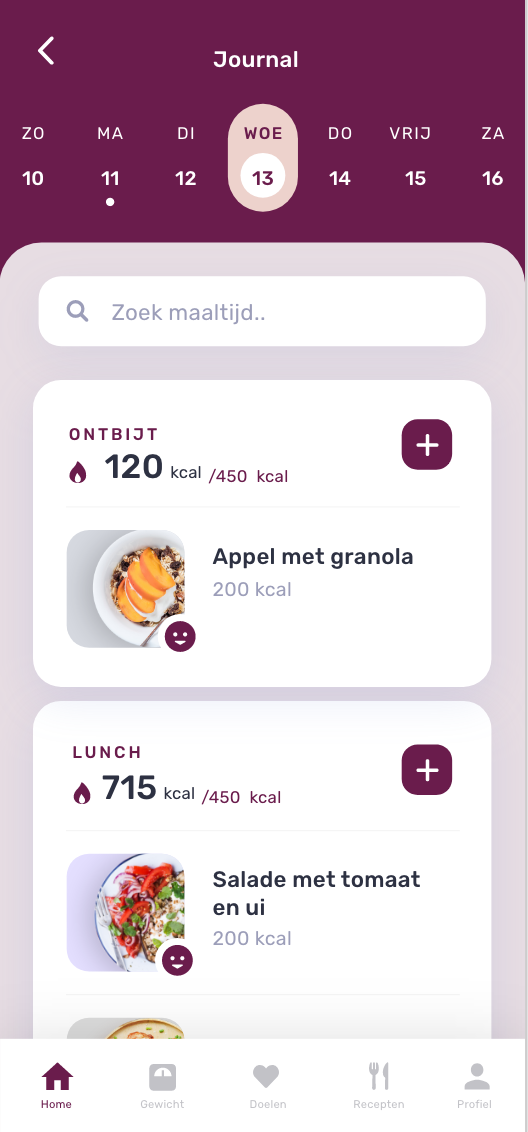 Journal
ZO MA DI WOE DO VRIJ ZA
10 11 12 13 14 15 16
Zoek maaltijd..
ONTBIJT
120 kcal /450 kcal
Appel met granola
200 kcal
LUNCH
715 kcal /450 kcal
Salade met tomaat
en ui
200 kcal
Home Gewicht Doelen Recepten Profiel